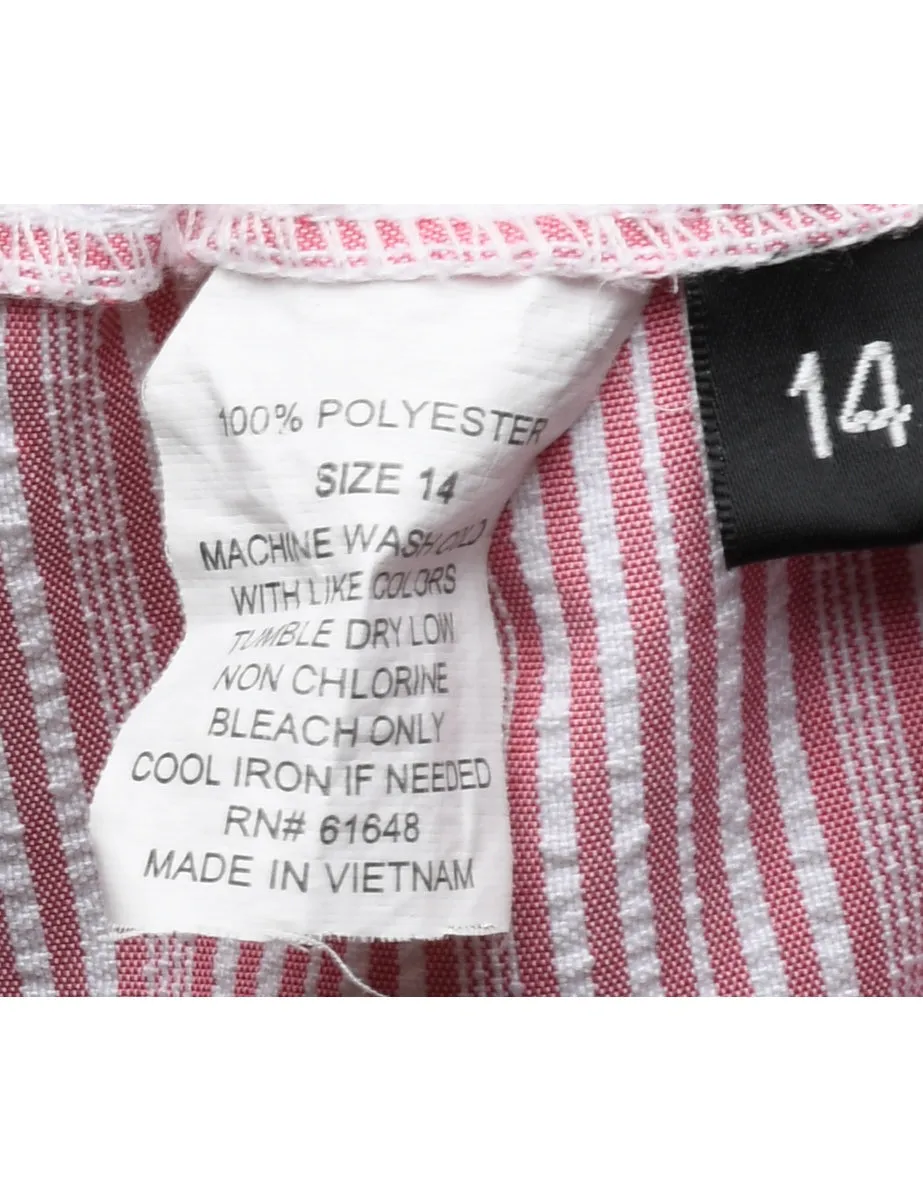 100% POLYESTER
SIZE 14
MACHINE WASH COLD
WITH LIKE COLORS
TUMBLE DRY LOW
NON CHLORINE
BLEACH ONLY
COOL IRON IF NEEDED
RN# 61648
MADE IN VIETNAM
14